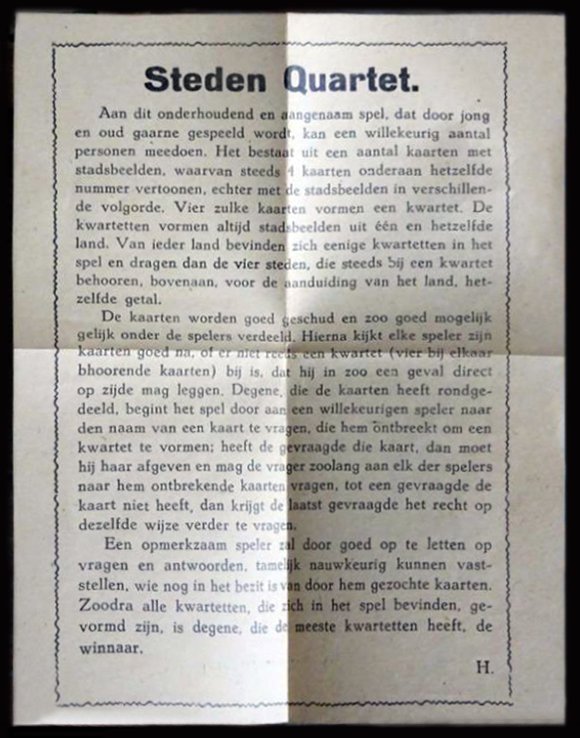 Steden Quartet.
Aan dit onderhoudend en aangenaam spel, dat door jong
en oud gaarne gespeeld wordt, kan een willekeurig aantal
personen meedoen. Het bestaat uit een aantal kaarten met
stadsbeelden, waarvan steeds 4 kaarten onderaan hetzelfde
nummer vertoonen, echter met de stadsbeelden in verschillen-
de volgorde. Vier zulke kaarten vormen een kwartet. De
kwartetten vormen altijd stadsbeelden uit één en hetzelfde
land. Van ieder land bevinden zich eenige kwartetten in het
spel en dragen dan de vier steden, die steeds bij een kwartet
behooren, bovenaan, voor de aanduiding van het land, het-
zelfde getal.
De kaarten worden goed geschud en zoo goed mogelijk
gelijk onder de spelers verdeeld. Hierna kijkt elke speler zijn
kaarten goed na, of er niet reeds een kwartet (vier bij elkaar
bhoorende kaarten) bij is, dat hij in zoo een geval direct
op zijde mag leggen. Degene, die de kaarten heeft rondge-
deeld, begint het spel door aan een willekeurigen speler naar
den naam van een kaart te vragen, die hem ontbreekt om een
kwartet te vormen; heeft de gevraagde die kaart, dan moet
hij haar afgeven en mag de vrager zoolang aan elk der spelers
naar hem ontbrekende kaarten vragen, tot een gevraagde de
kaart niet heeft, dan krijgt de laatst gevraagde het recht op
dezelfde wijze verder te vragen.
Een opmerkzaam speler zal door goed op te letten op
vragen en antwoorden, tamelijk nauwkeurig kunnen vast-
stellen, wie nog in het bezit is van door hem gezochte kaarten.
Zoodra alle kwartetten, die zich in het spel bevinden, ge-
vormd zijn, is degene, die de meeste kwartetten heeft, de
winnaar.
H.